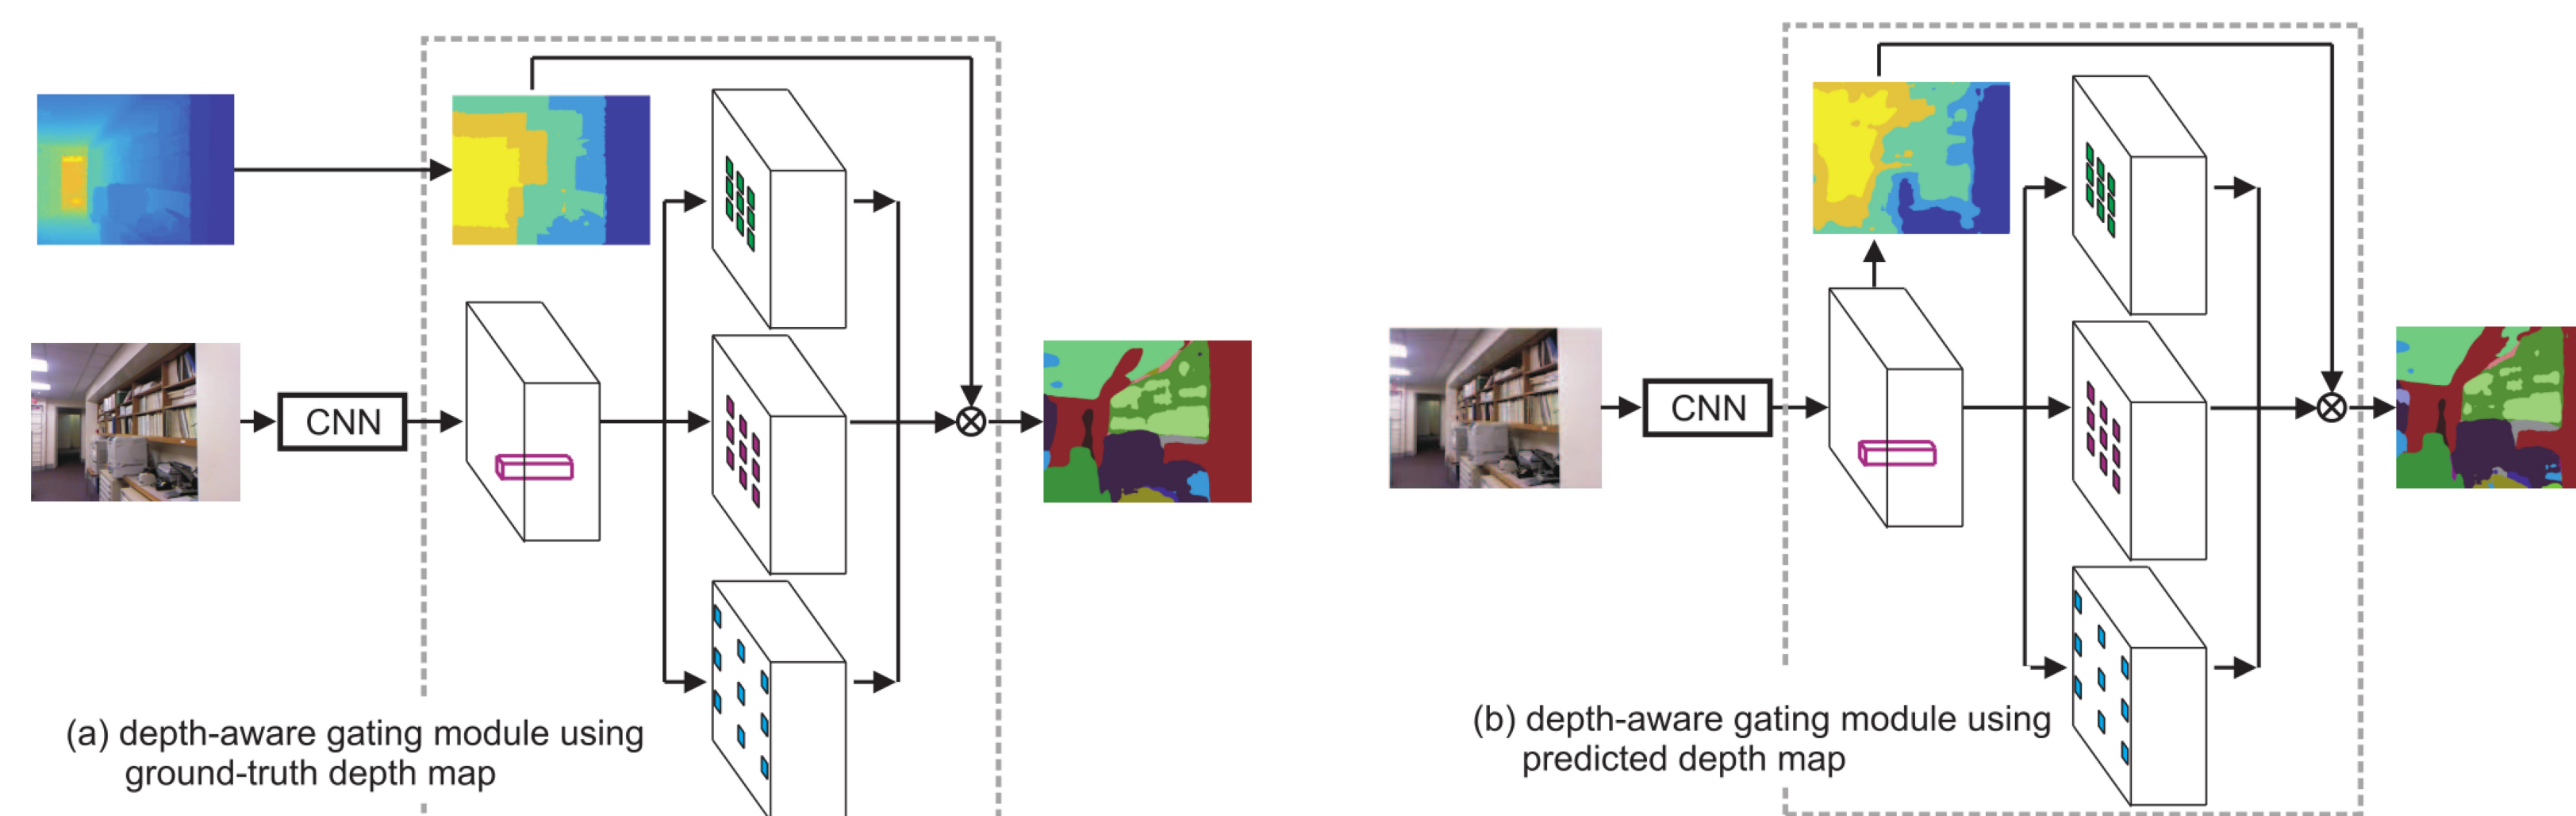 CNN
(a) depth-aware gating module using
ground-truth depth map
CNN
(b) depth-aware gating module using
predicted depth map